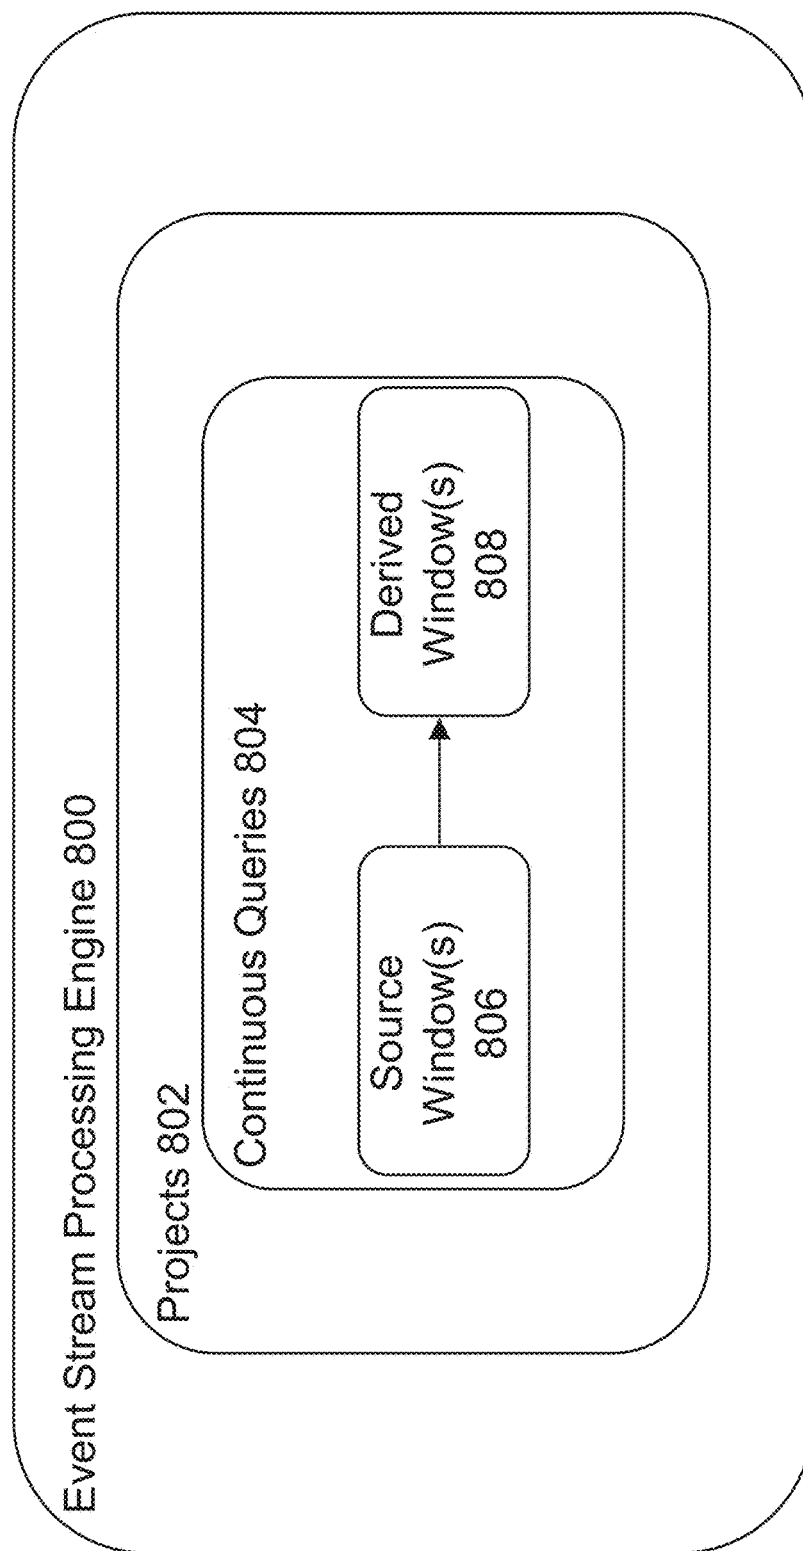 Event Stream Processing Engine 800
Projects 802
Continuous Queries 804
Source
Window(s)
806
Derived
Window(s)
808